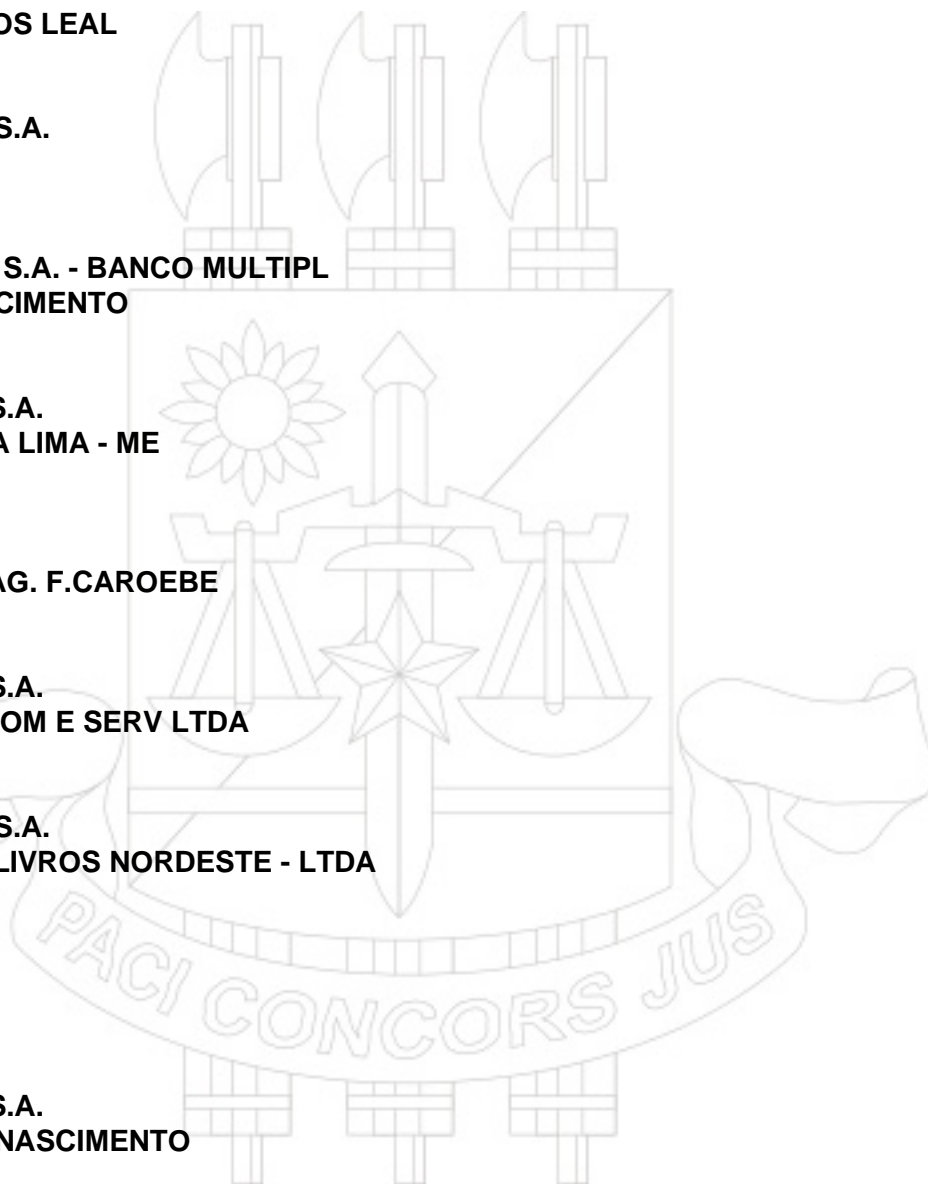 OS LEAL
S.A.
S.A. - BANCO MULTIPL
CIMENTO
S.A.
A LIMA - ME
AG. F.CAROEBE
S.A.
OM E SERV LTDA
S.A.
LIVROS NORDESTE - LTDA
PACI CONCORS JUS
S.A.
NASCIMENTO